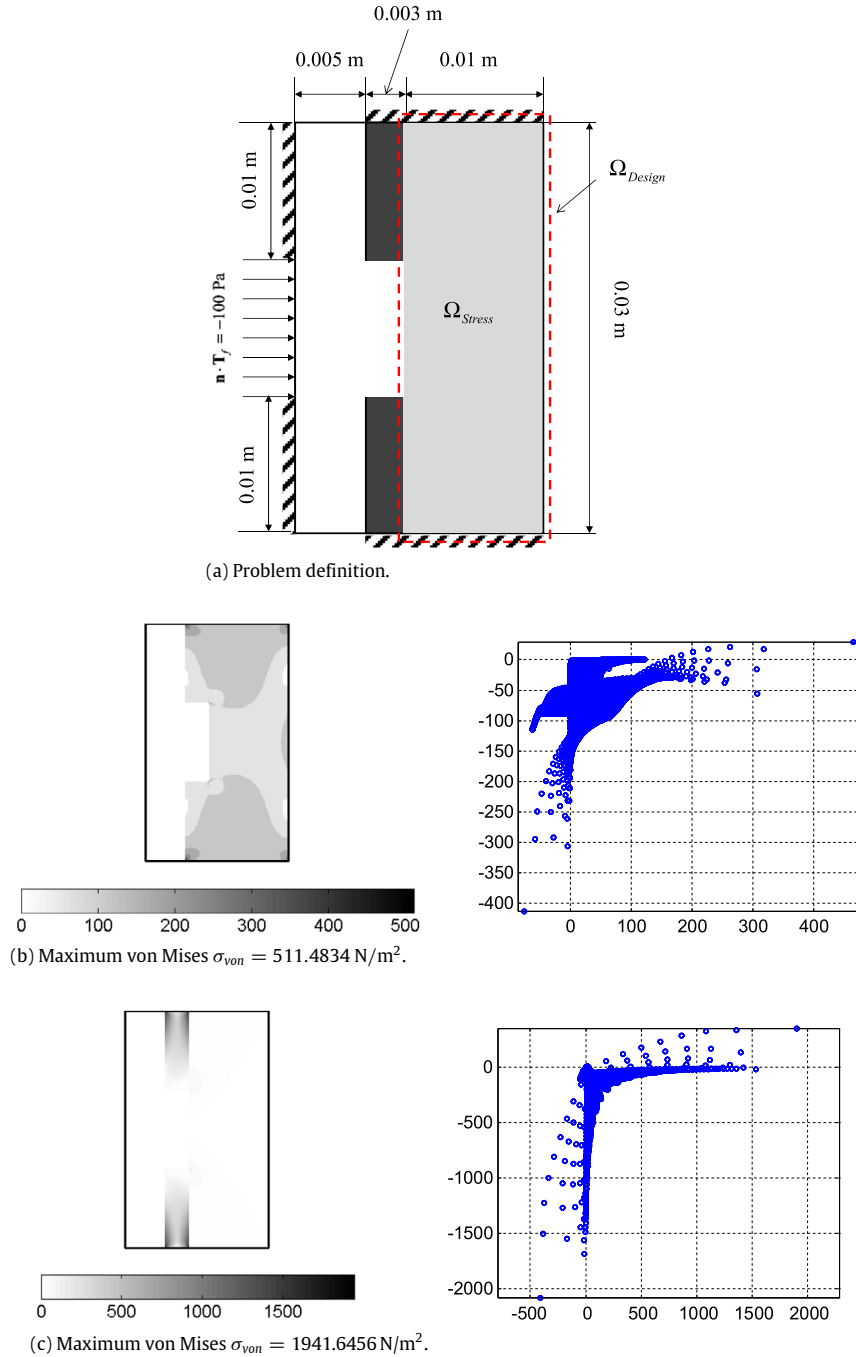 0.003 m
0.005 m
0.01 m
0.01 m
Ω_Design
n · T_f = −100 Pa
Ω_Stress
0.03 m
0.01 m
(a) Problem definition.
0
-50
-100
-150
-200
-250
-300
-350
-400
0 100 200 300 400
0 100 200 300 400 500
(b) Maximum von Mises σ_von = 511.4834 N/m².
0
-500
-1000
-1500
-2000
-500 0 500 1000 1500 2000
0 500 1000 1500
(c) Maximum von Mises σ_von = 1941.6456 N/m².